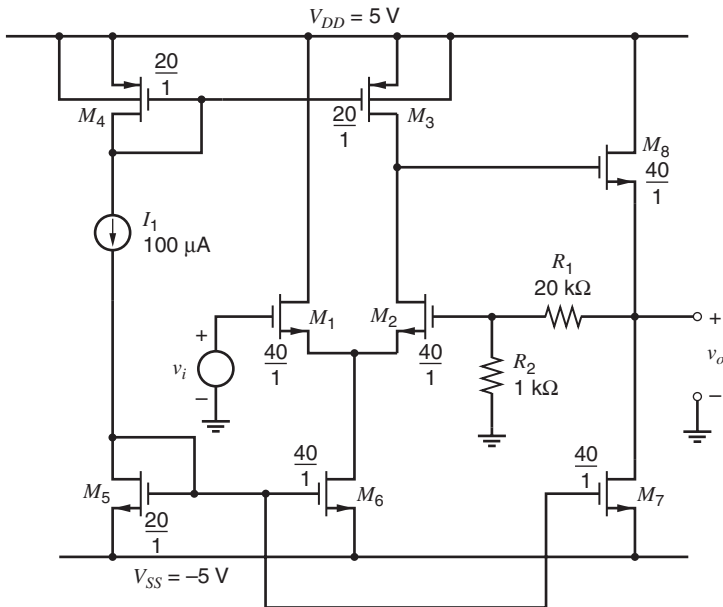 V_DD = 5 V
20/1
M_4
20/1
M_3
M_8
40/1
I_1
100 µA
R_1
20 kΩ
M_1
M_2
+
v_i
−
40/1
40/1
R_2
1 kΩ
+
v_o
−
M_5
20/1
40/1
M_6
40/1
M_7
V_SS = −5 V